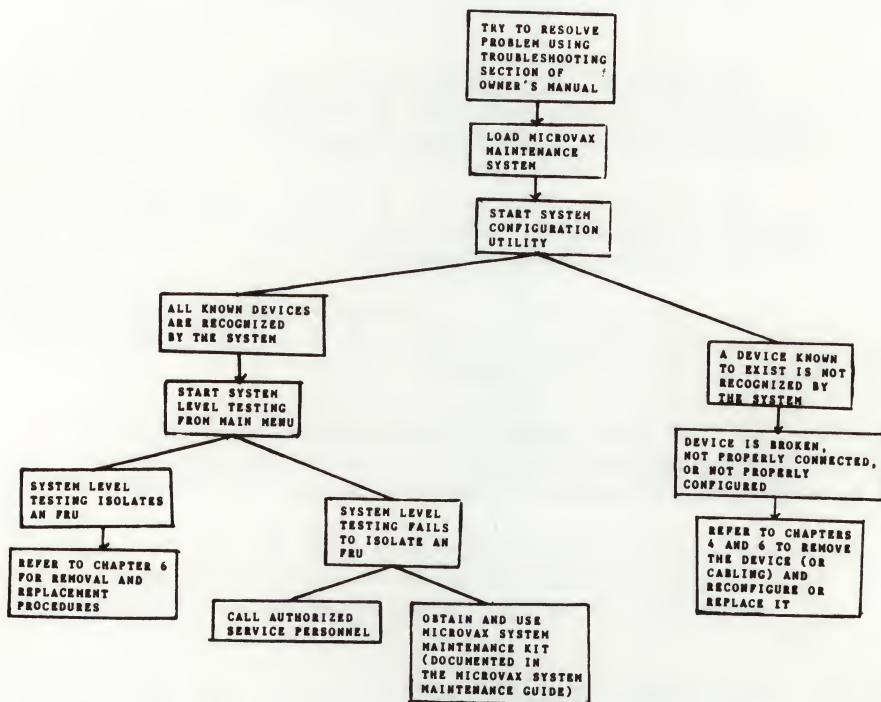 TRY TO RESOLVE
PROBLEM USING
TROUBLESHOOTING
SECTION OF
OWNER'S MANUAL
LOAD MICROVAX
MAINTENANCE
SYSTEM
START SYSTEM
CONFIGURATION
UTILITY
ALL KNOWN DEVICES
ARE RECOGNIZED
BY THE SYSTEM
A DEVICE KNOWN
TO EXIST IS NOT
RECOGNIZED BY
THE SYSTEM
START SYSTEM
LEVEL TESTING
FROM MAIN MENU
DEVICE IS BROKEN,
NOT PROPERLY CONNECTED,
OR NOT PROPERLY
CONFIGURED
SYSTEM LEVEL
TESTING ISOLATES
AN FRU
SYSTEM LEVEL
TESTING FAILS
TO ISOLATE AN
FRU
REFER TO CHAPTERS
4 AND 6 TO REMOVE
THE DEVICE (OR
CABLING) AND
RECONFIGURE OR
REPLACE IT
REFER TO CHAPTER 6
FOR REMOVAL AND
REPLACEMENT
PROCEDURES
CALL AUTHORIZED
SERVICE PERSONNEL
OBTAIN AND USE
MICROVAX SYSTEM
MAINTENANCE KIT
(DOCUMENTED IN
THE MICROVAX SYSTEM
MAINTENANCE GUIDE)